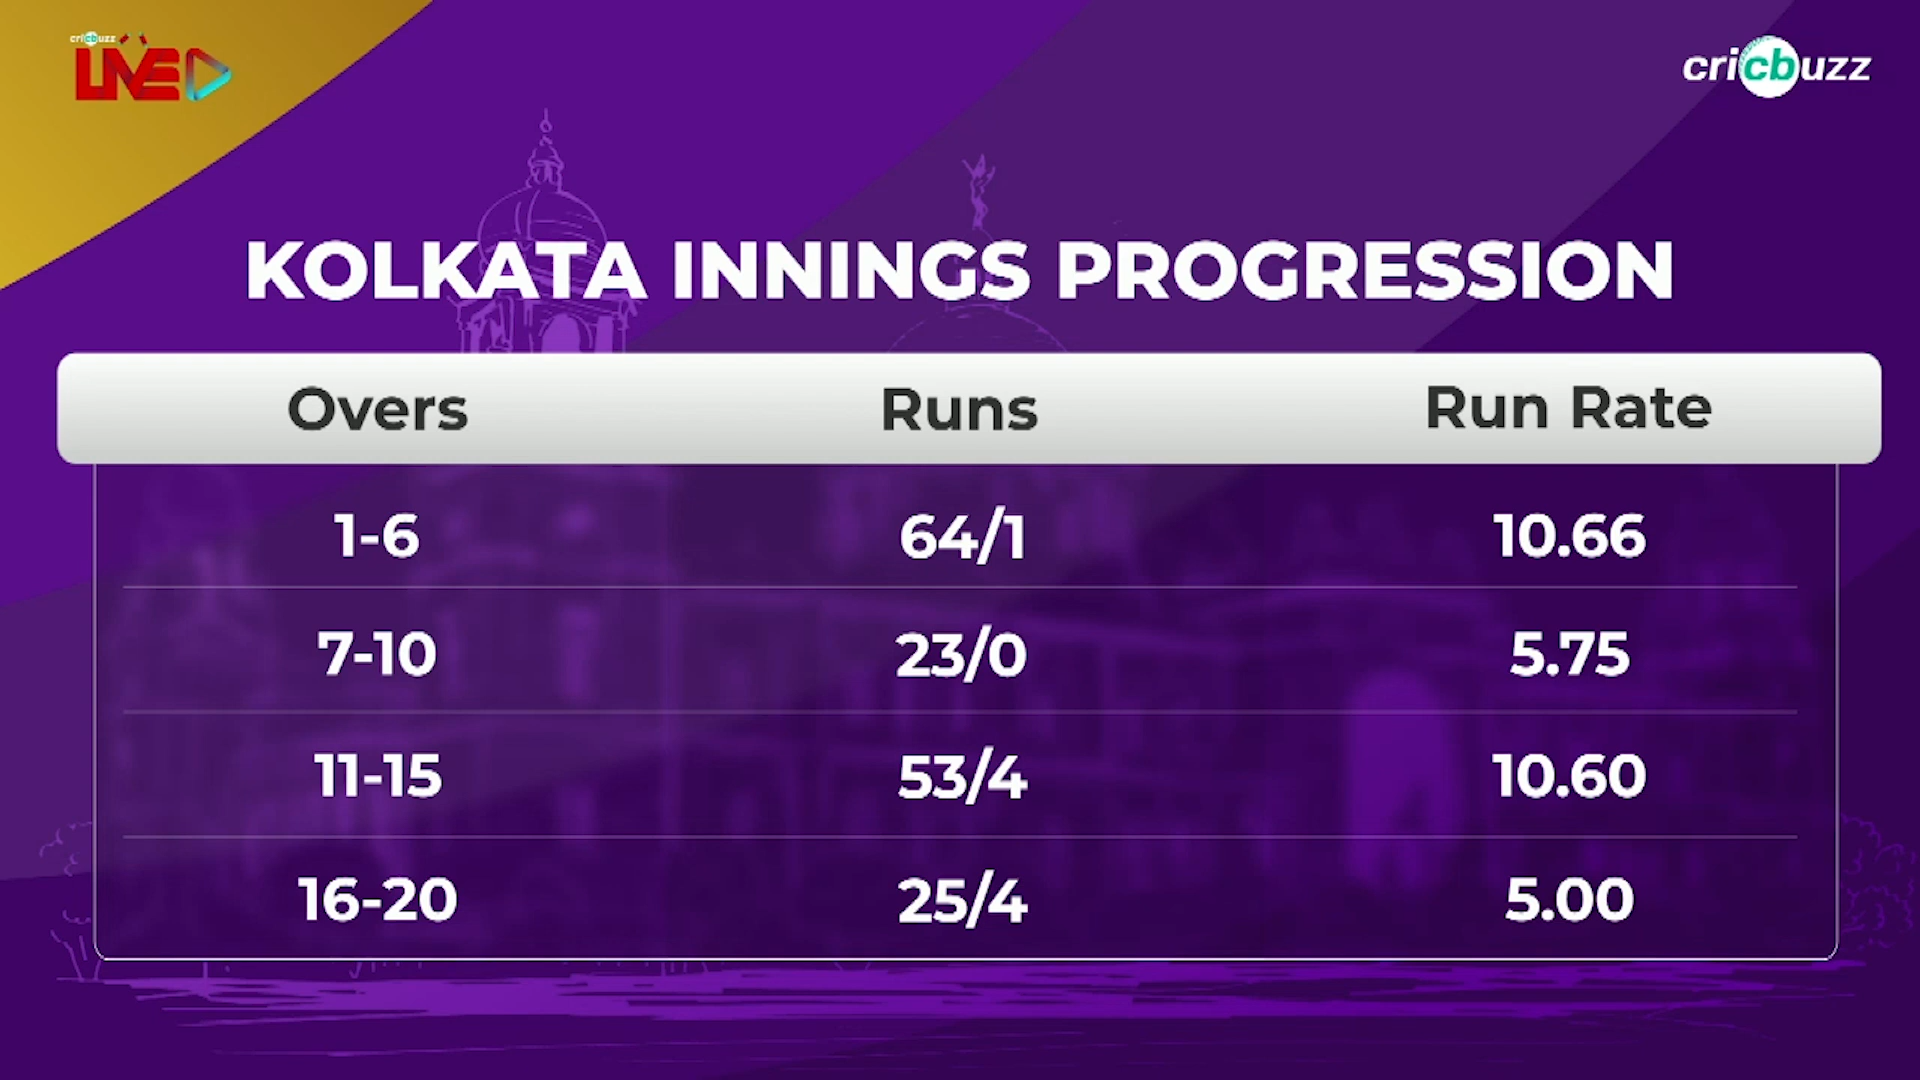 cricbuzz
LIVE
cricbuzz
KOLKATA INNINGS PROGRESSION
Overs Runs Run Rate
1-6 64/1 10.66
7-10 23/0 5.75
11-15 53/4 10.60
16-20 25/4 5.00